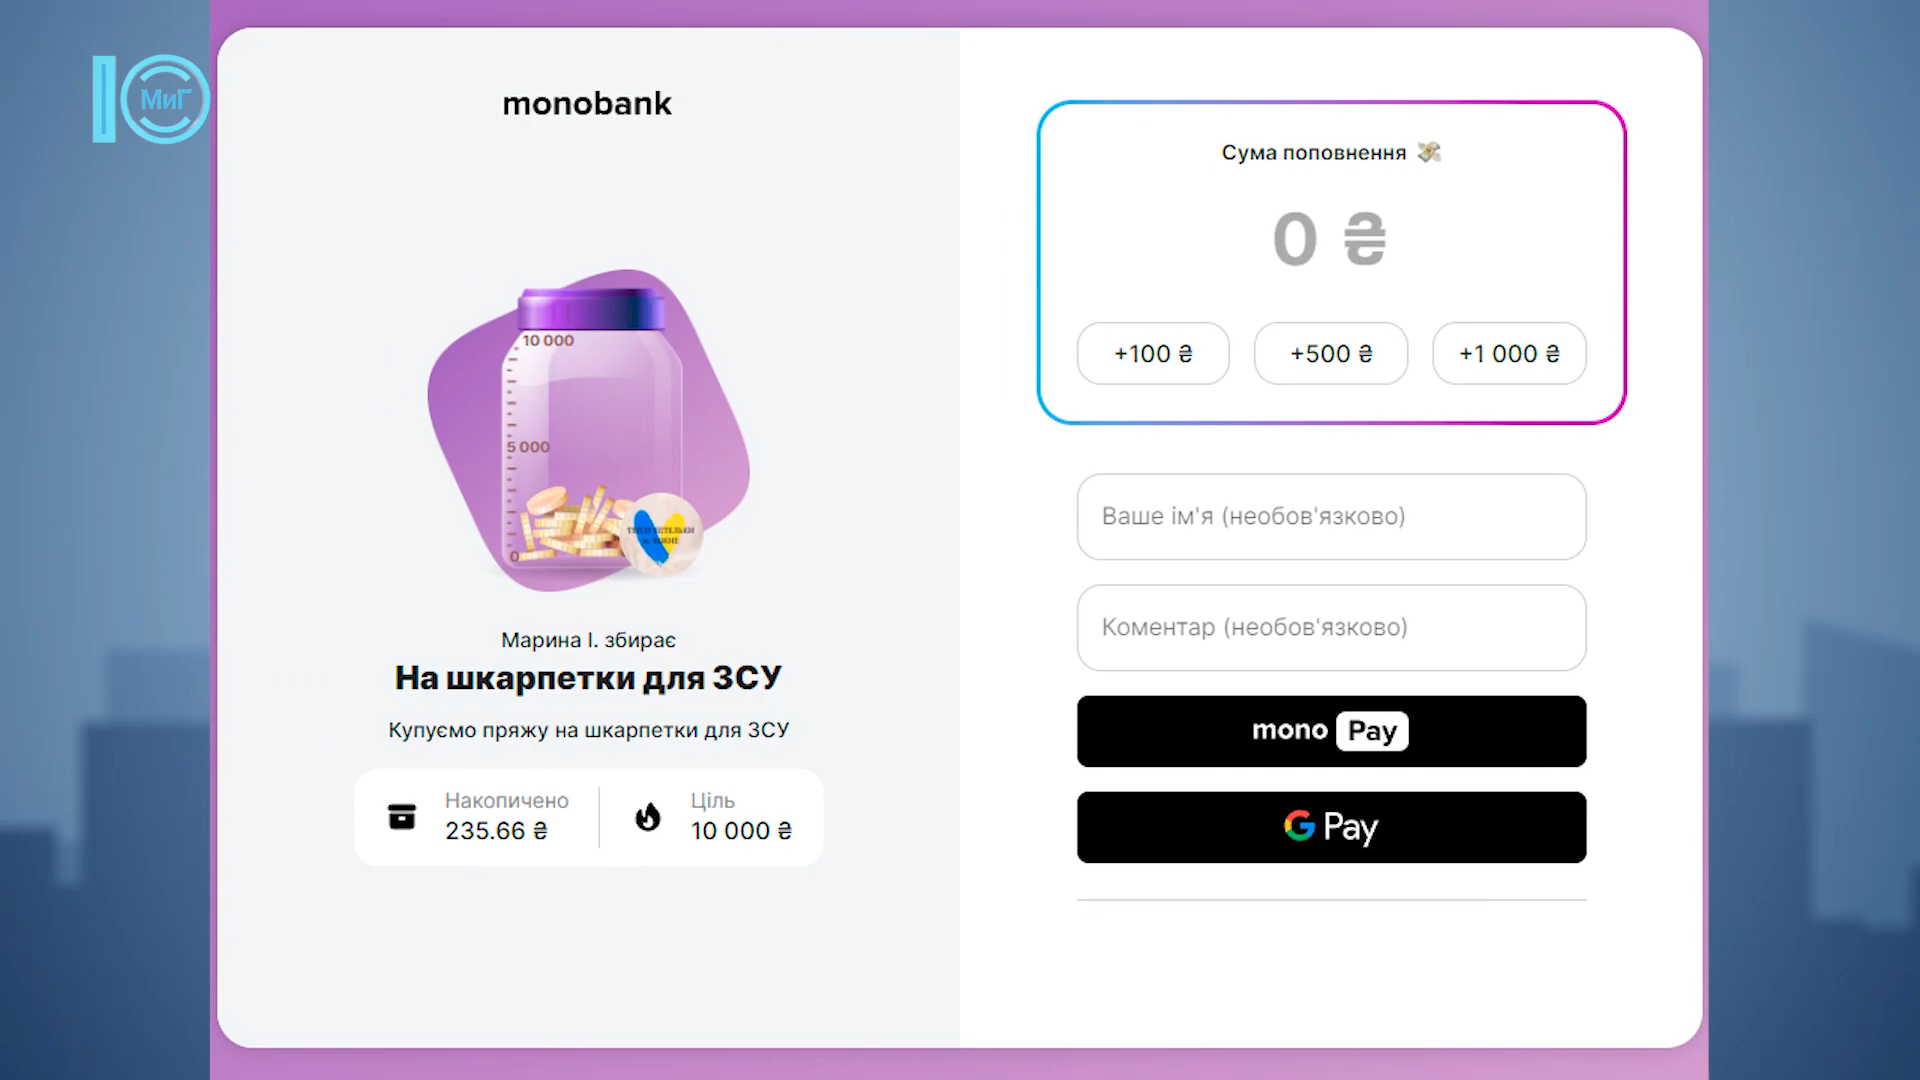 МиГ
monobank
10 000
5 000
0
Марина І. збирає
На шкарпетки для ЗСУ
Купуємо пряжу на шкарпетки для ЗСУ
Накопичено
235.66 ₴
Ціль
10 000 ₴
Сума поповнення
0 ₴
+100 ₴ +500 ₴ +1 000 ₴
Ваше ім'я (необов'язково)
Коментар (необов'язково)
mono Pay
G Pay